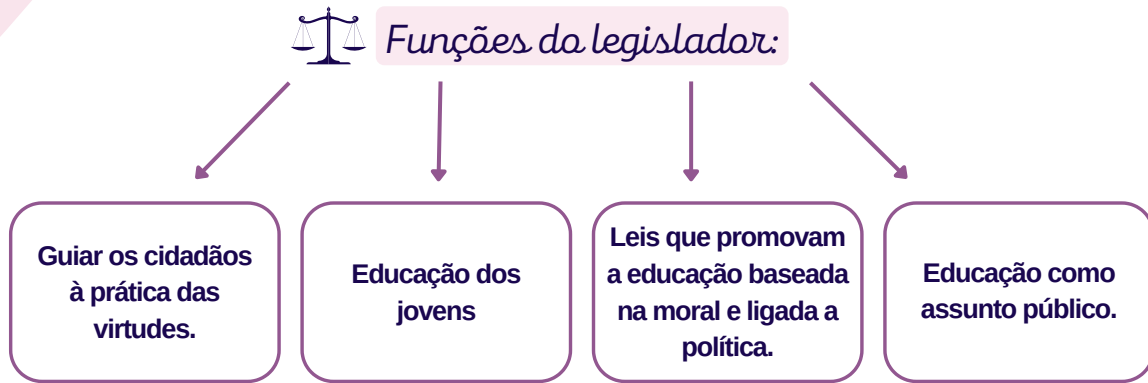 Funções do legislador:
Guiar os cidadãos
à prática das
virtudes.
Educação dos
jovens
Leis que promovam
a educação baseada
na moral e ligada a
política.
Educação como
assunto público.